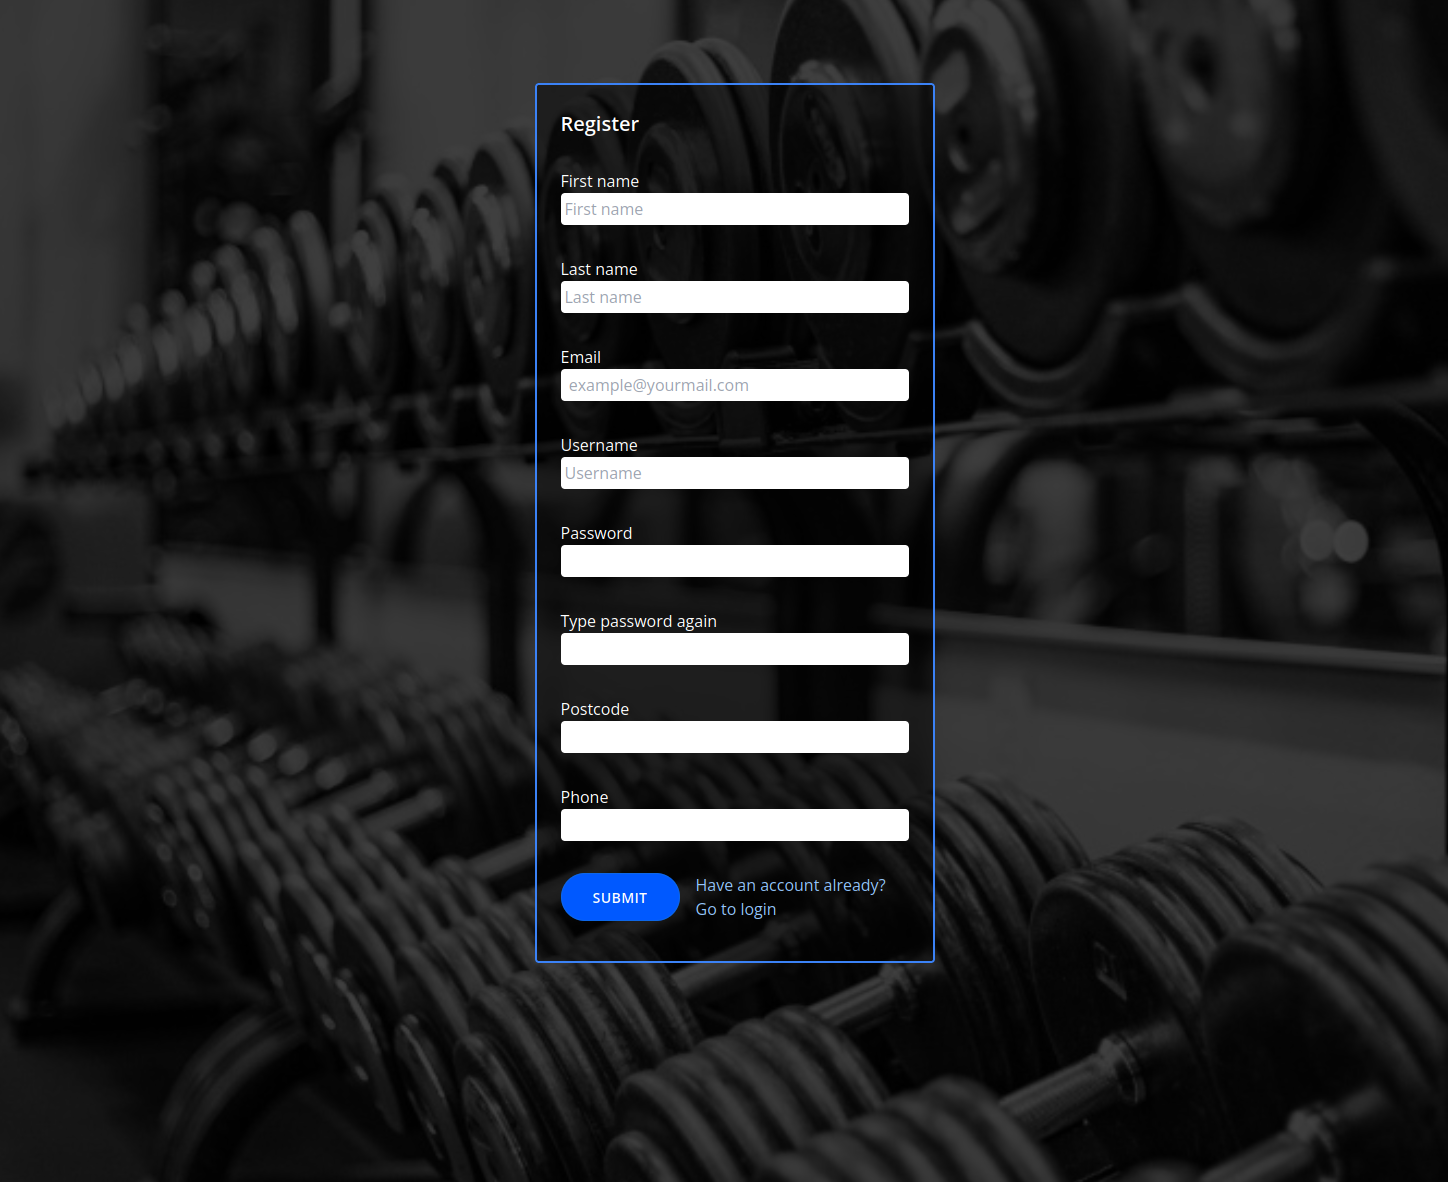 Register
First name
First name
Last name
Last name
Email
example@yourmail.com
Username
Username
Password
Type password again
Postcode
Phone
SUBMIT
Have an account already?
Go to login